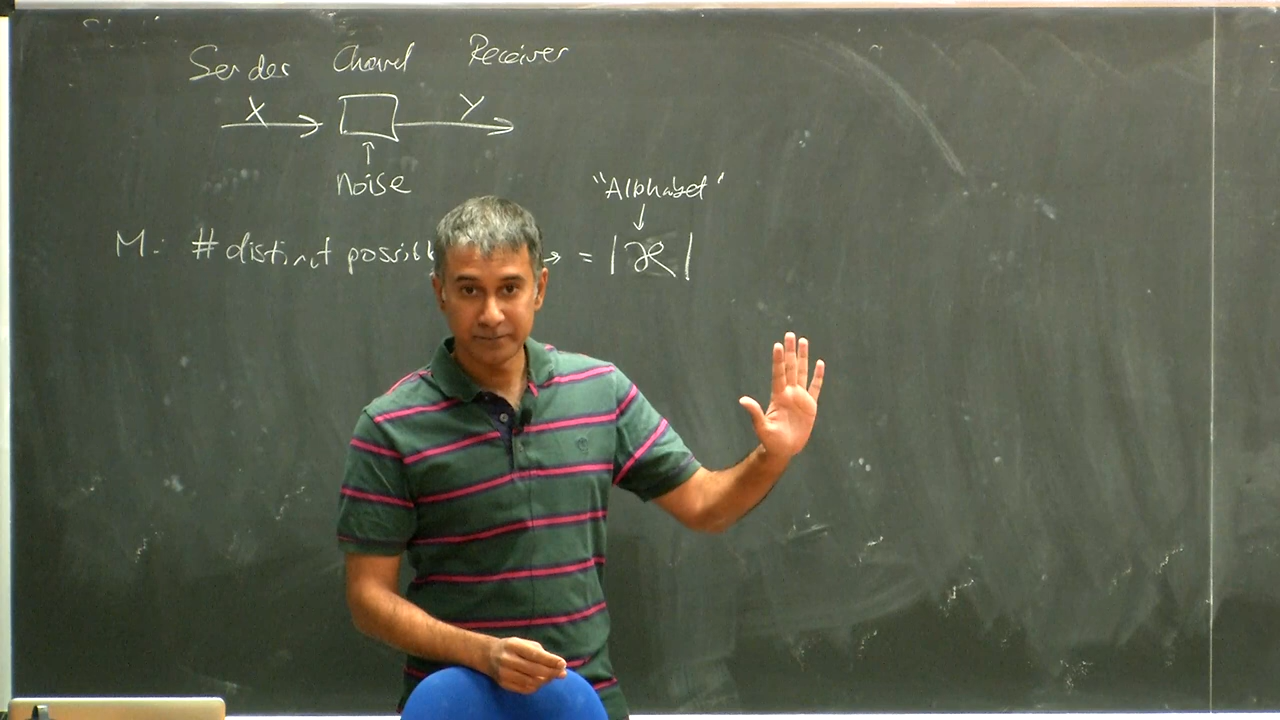 Sender Channel Receiver
X Y
noise
"Alphabet"
M: # distinct possib = |𝒳|